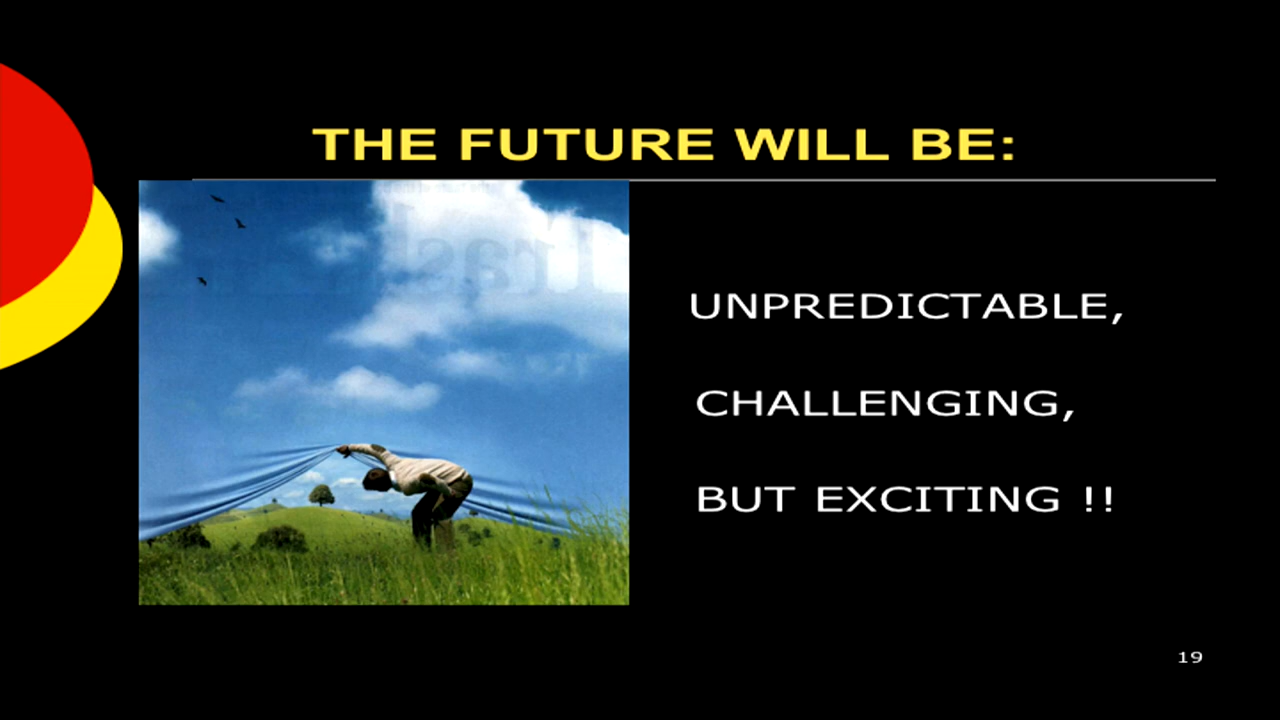 THE FUTURE WILL BE:
UNPREDICTABLE,
CHALLENGING,
BUT EXCITING !!
19